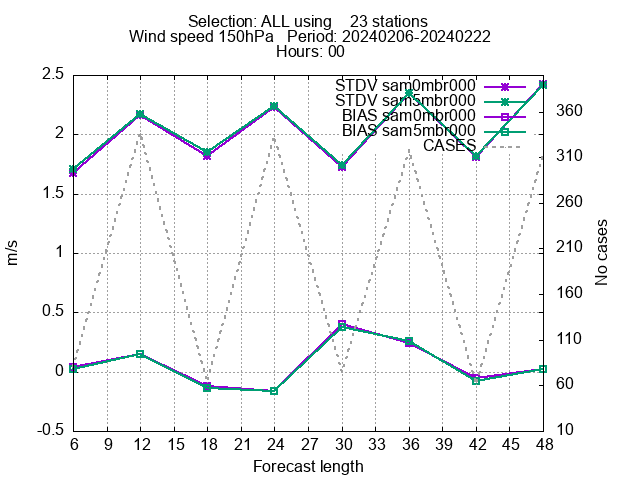 Selection: ALL using    23 stations
Wind speed 150hPa   Period: 20240206-20240222
Hours: 00
STDV sam0mbr000
STDV sam5mbr000
BIAS sam0mbr000
BIAS sam5mbr000
CASES
2.5
2
1.5
1
0.5
0
-0.5
m/s
360
310
260
210
160
110
60
10
No cases
6 12 15 18 21 24 27 30 33 36 39 42 45 48
Forecast length